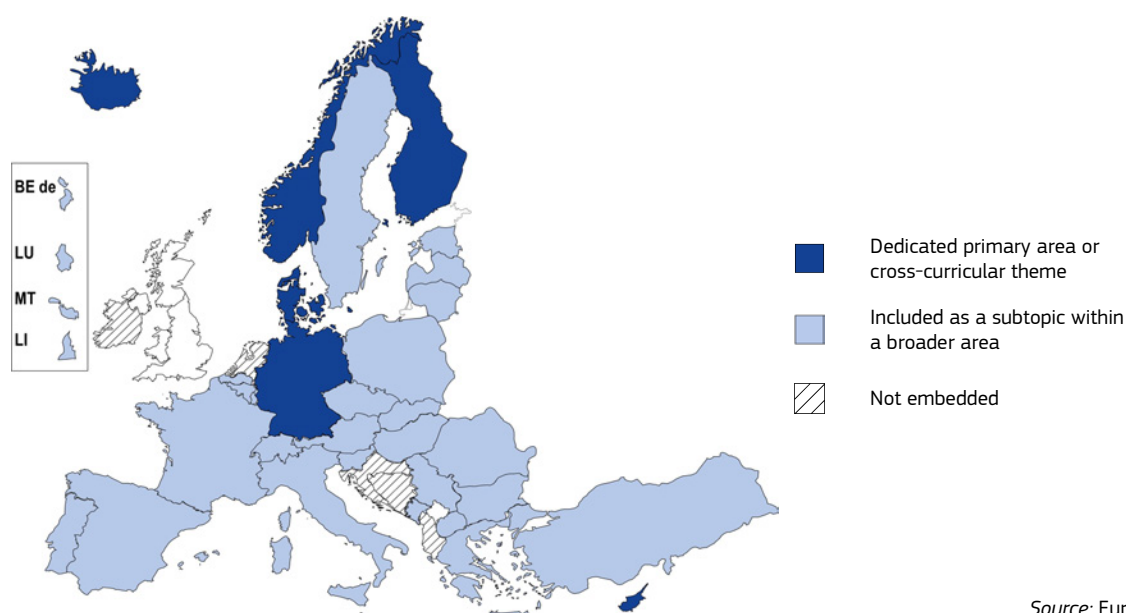 BE de
LU
MT
LI
Dedicated primary area or
cross-curricular theme
Included as a subtopic within
a broader area
Not embedded
Source: Eur